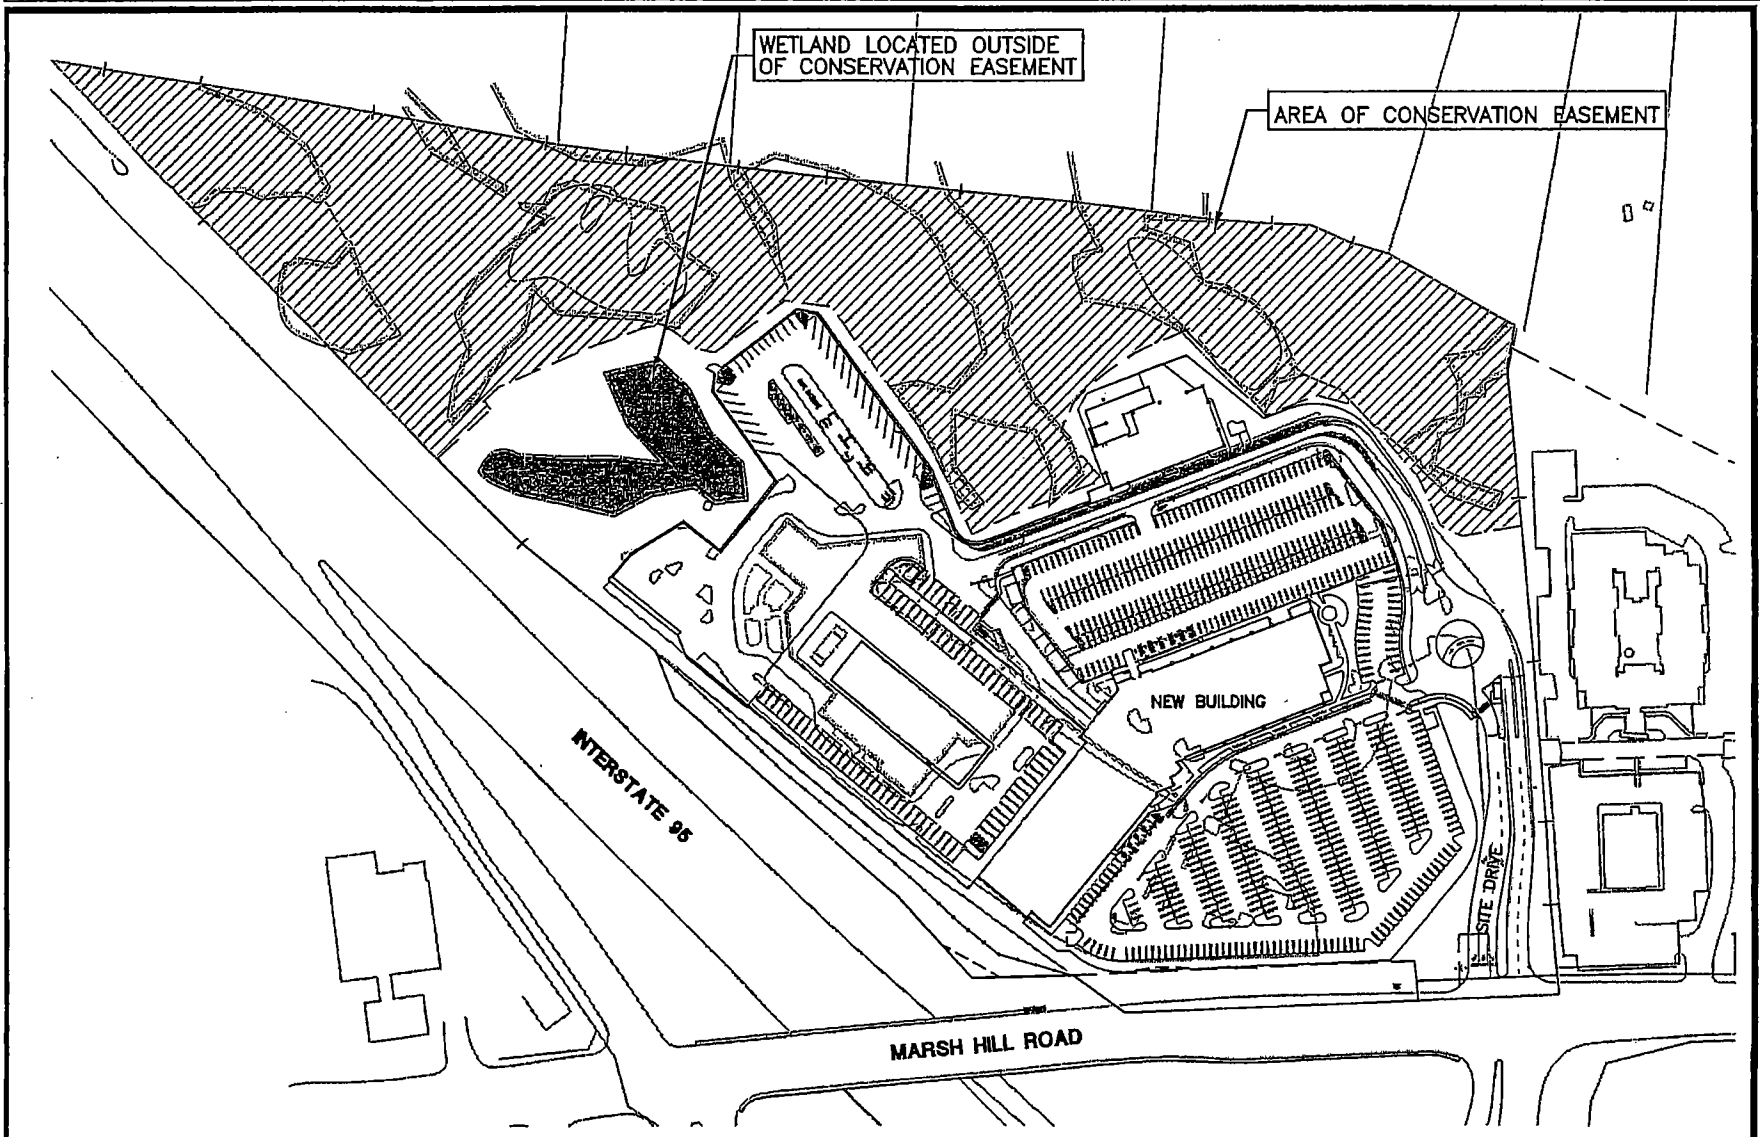 WETLAND LOCATED OUTSIDE
OF CONSERVATION EASEMENT
AREA OF CONSERVATION EASEMENT
NEW BUILDING
INTERSTATE 95
SITE DRIVE
MARSH HILL ROAD